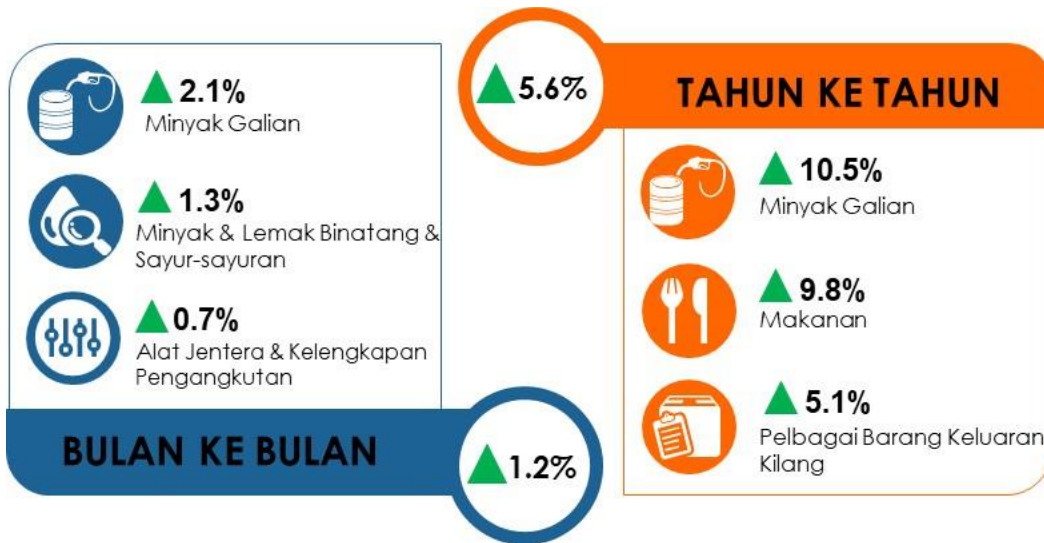 ▲ 2.1%
Minyak Galian
▲ 1.3%
Minyak & Lemak Binatang &
Sayur-sayuran
▲ 0.7%
Alat Jentera & Kelengkapan
Pengangkutan
BULAN KE BULAN
▲ 1.2%
▲ 5.6%
TAHUN KE TAHUN
▲ 10.5%
Minyak Galian
▲ 9.8%
Makanan
▲ 5.1%
Pelbagai Barang Keluaran
Kilang